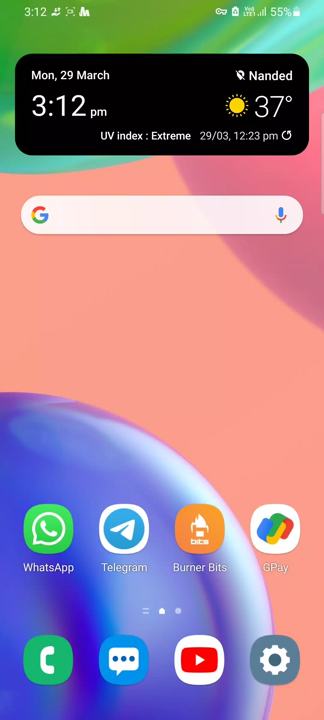 3:12 55%
Mon, 29 March Nanded
3:12 pm 37°
UV index : Extreme 29/03, 12:23 pm
G
WhatsApp Telegram Burner Bits GPay